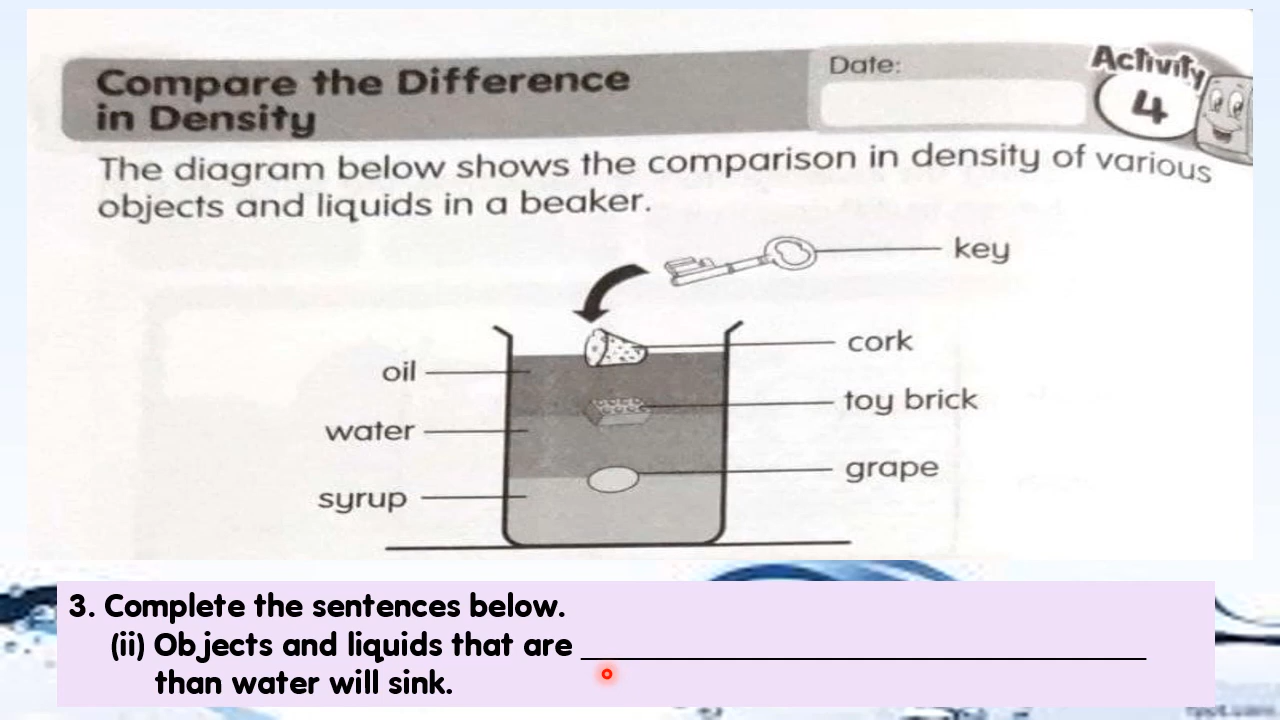 Compare the Difference
in Density
Date:
Activity
4
The diagram below shows the comparison in density of various
objects and liquids in a beaker.
key
cork
oil
toy brick
water
grape
syrup
3. Complete the sentences below.
(ii) Objects and liquids that are ____________________
than water will sink.